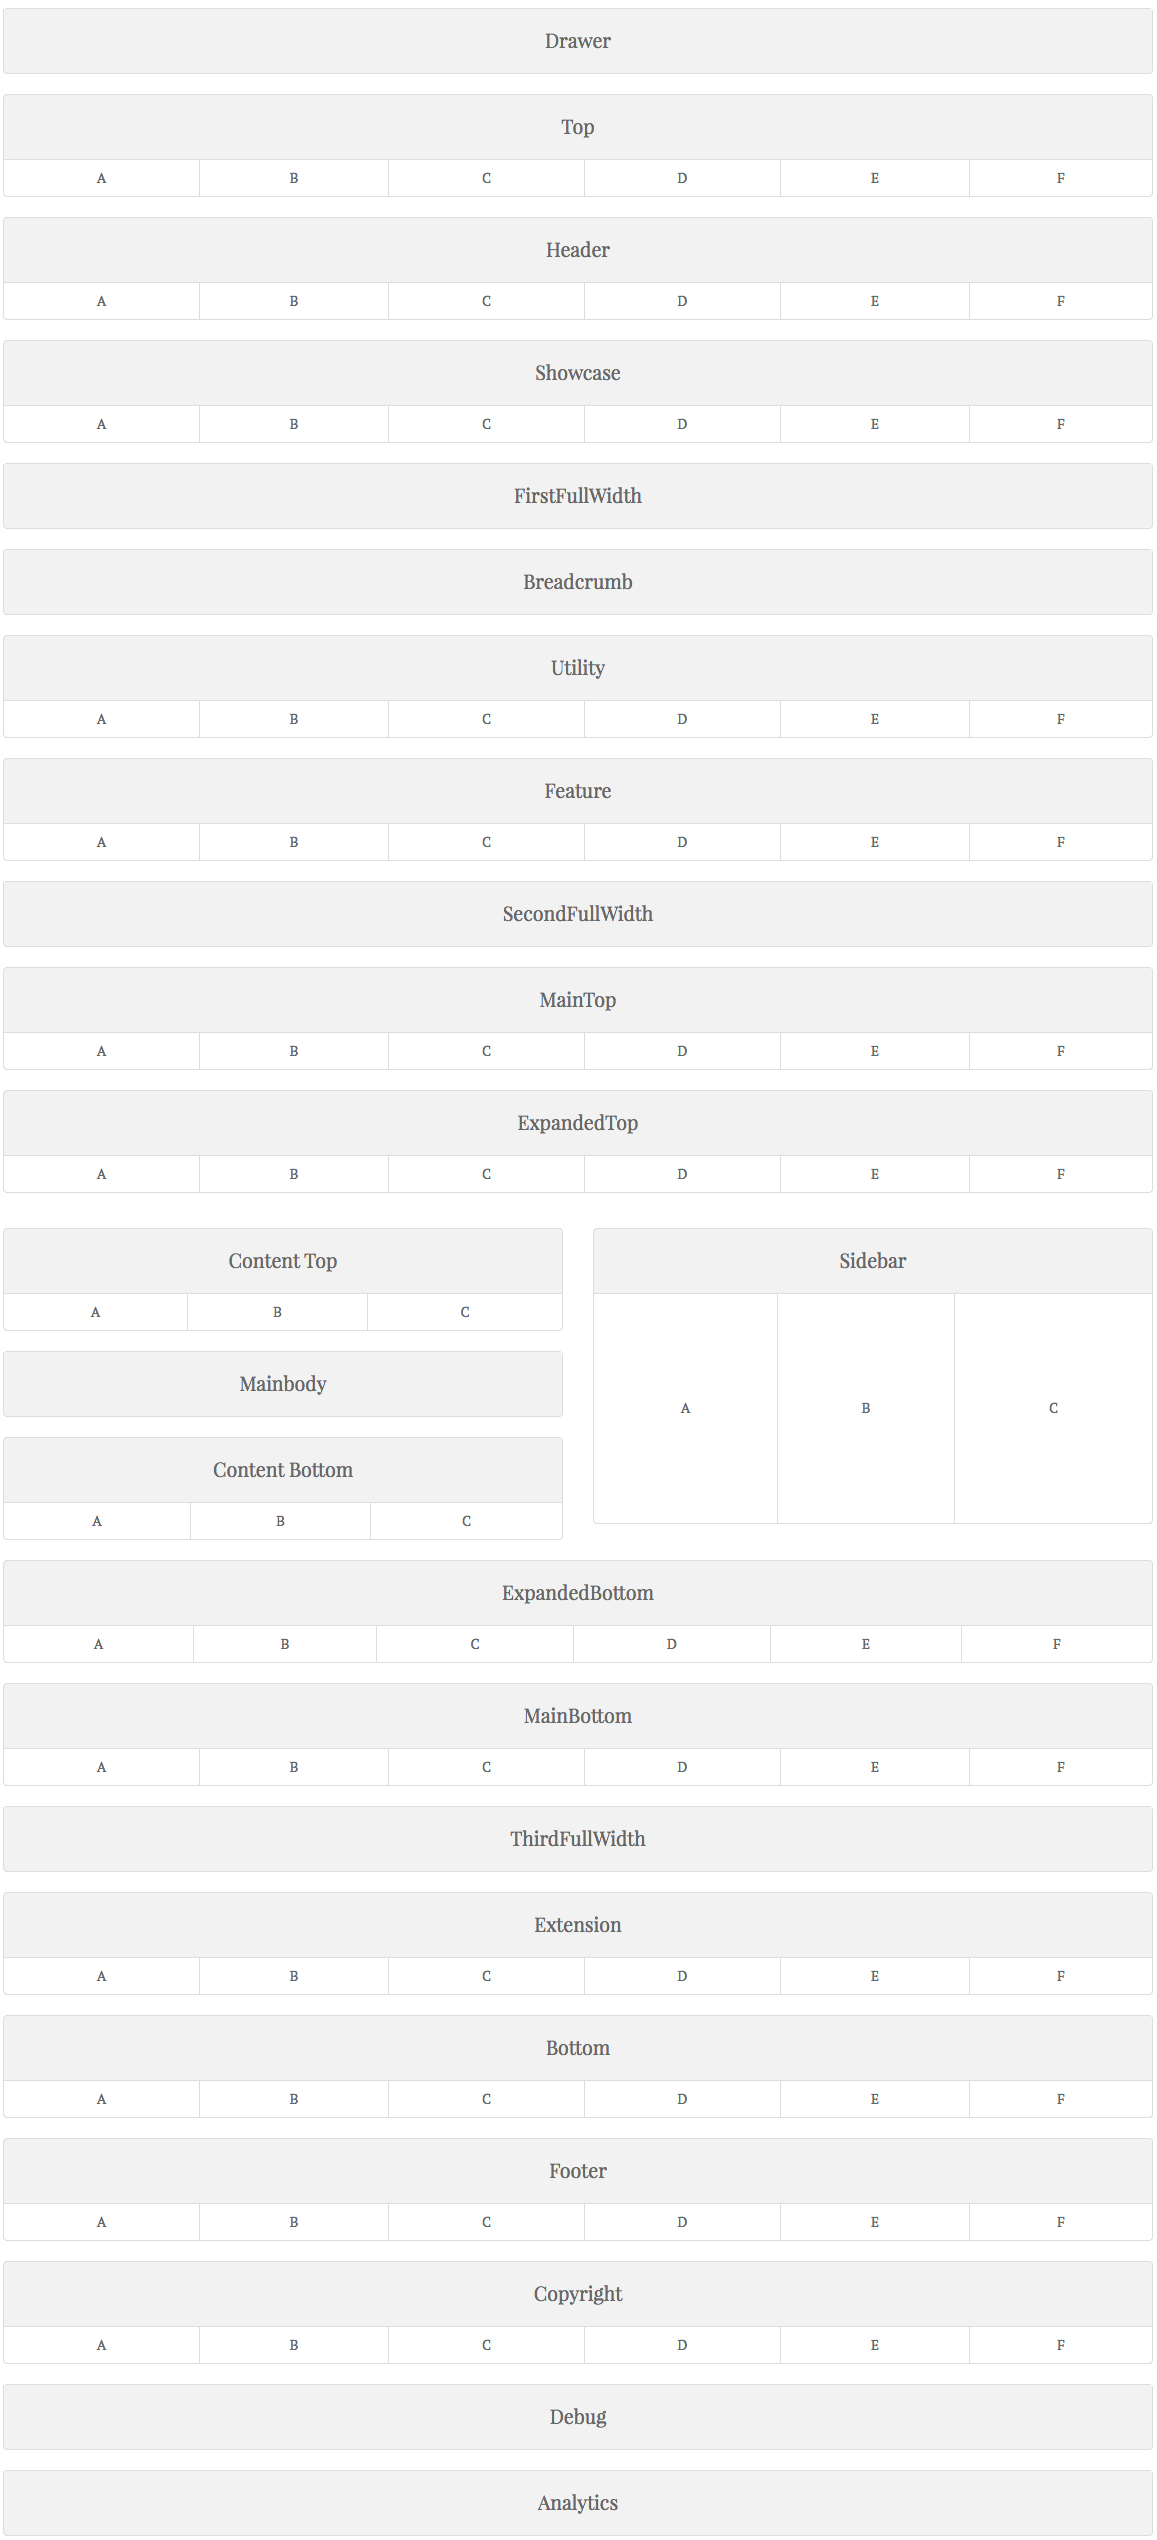 Drawer
Top
A B C D E F
Header
A B C D E F
Showcase
A B C D E F
FirstFullWidth
Breadcrumb
Utility
A B C D E F
Feature
A B C D E F
SecondFullWidth
MainTop
A B C D E F
ExpandedTop
A B C D E F
Content Top
A B C
Mainbody
Content Bottom
A B C
Sidebar
A B C
ExpandedBottom
A B C D E F
MainBottom
A B C D E F
ThirdFullWidth
Extension
A B C D E F
Bottom
A B C D E F
Footer
A B C D E F
Copyright
A B C D E F
Debug
Analytics